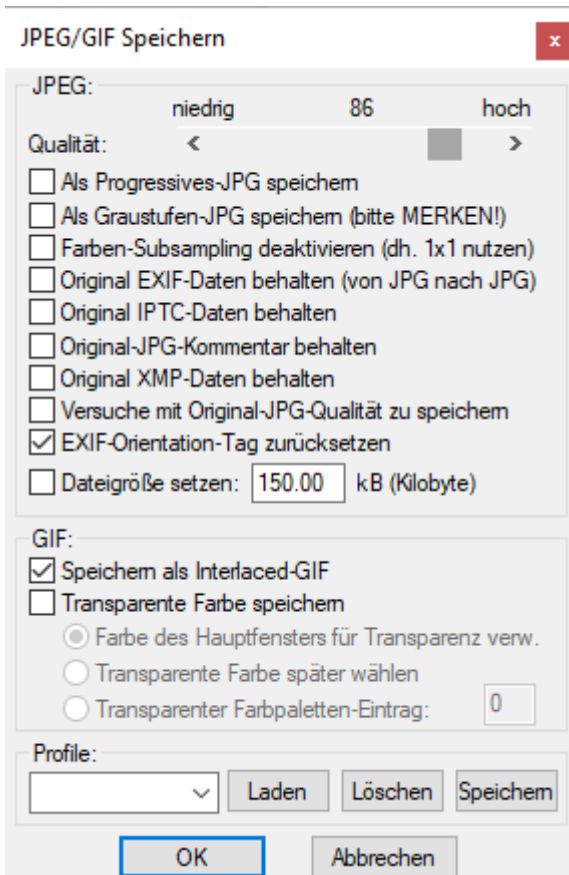 JPEG/GIF Speichern
x
JPEG:
niedrig 86 hoch
Qualität: < >
Als Progressives-JPG speichern
Als Graustufen-JPG speichern (bitte MERKEN!)
Farben-Subsampling deaktivieren (dh. 1x1 nutzen)
Original EXIF-Daten behalten (von JPG nach JPG)
Original IPTC-Daten behalten
Original-JPG-Kommentar behalten
Original XMP-Daten behalten
Versuche mit Original-JPG-Qualität zu speichern
EXIF-Orientation-Tag zurücksetzen
Dateigröße setzen: 150.00 kB (Kilobyte)
GIF:
Speichern als Interlaced-GIF
Transparente Farbe speichern
Farbe des Hauptfensters für Transparenz verw.
Transparente Farbe später wählen
Transparenter Farbpaletten-Eintrag: 0
Profile:
Laden Löschen Speichern
OK Abbrechen